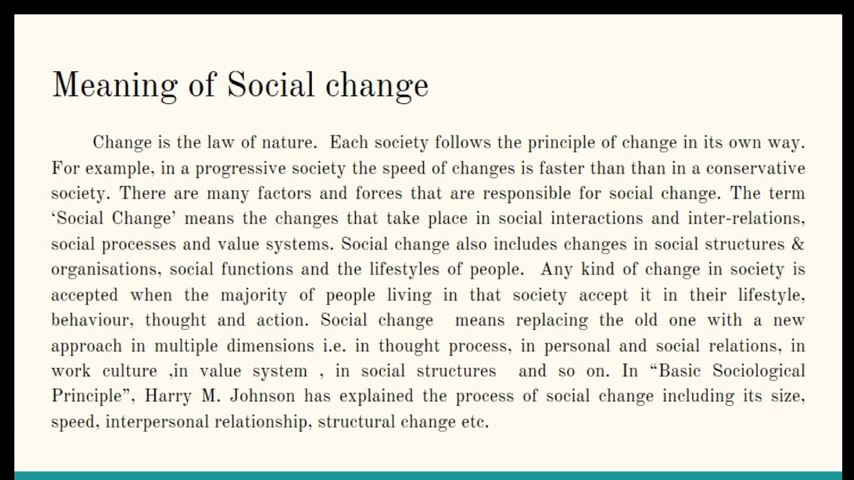 Meaning of Social change
Change is the law of nature.  Each society follows the principle of change in its own way.
For example, in a progressive society the speed of changes is faster than than in a conservative
society. There are many factors and forces that are responsible for social change. The term
‘Social Change’ means the changes that take place in social interactions and inter-relations,
social processes and value systems. Social change also includes changes in social structures &
organisations, social functions and the lifestyles of people.  Any kind of change in society is
accepted when the majority of people living in that society accept it in their lifestyle,
behaviour, thought and action. Social change  means replacing the old one with a new
approach in multiple dimensions i.e. in thought process, in personal and social relations, in
work culture ,in value system , in social structures  and so on. In “Basic Sociological
Principle”, Harry M. Johnson has explained the process of social change including its size,
speed, interpersonal relationship, structural change etc.